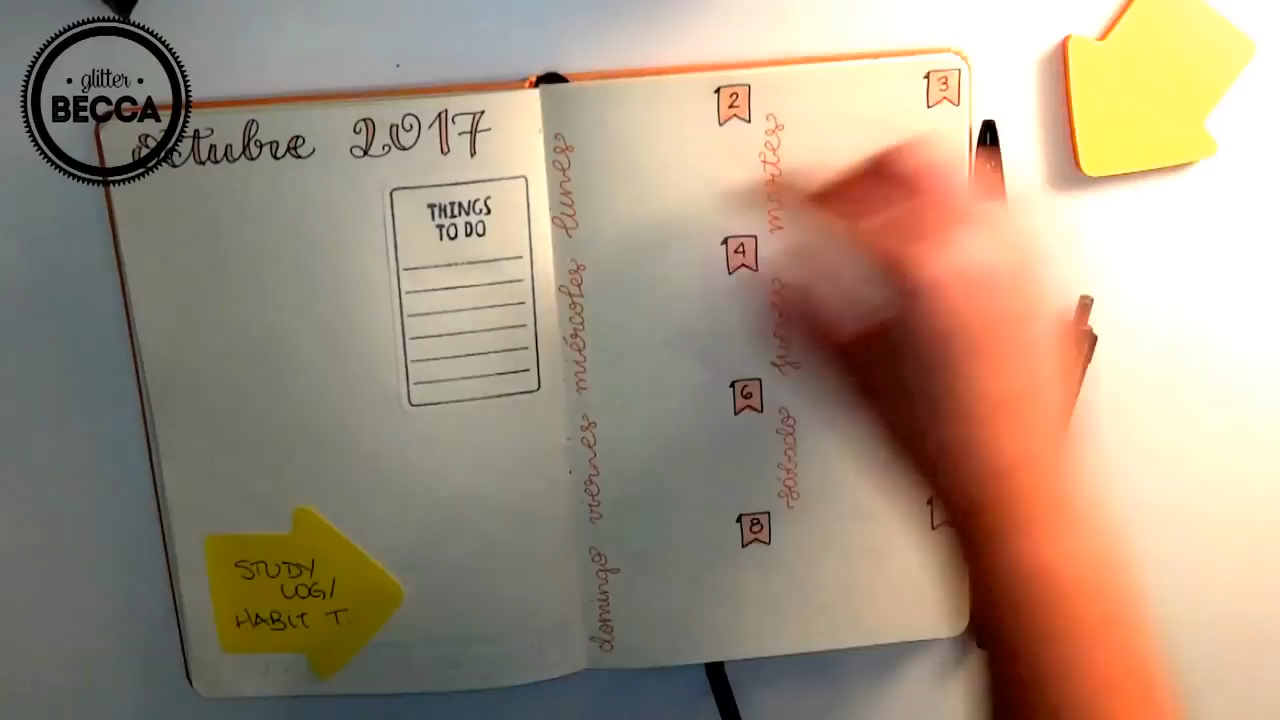 glitter
BECCA
Octubre 2017
THINGS
TO DO
STUDY
LOG/
HABIT T.
lunes
miércoles
viernes
domingo
2
martes
3
4
6
sábado
8